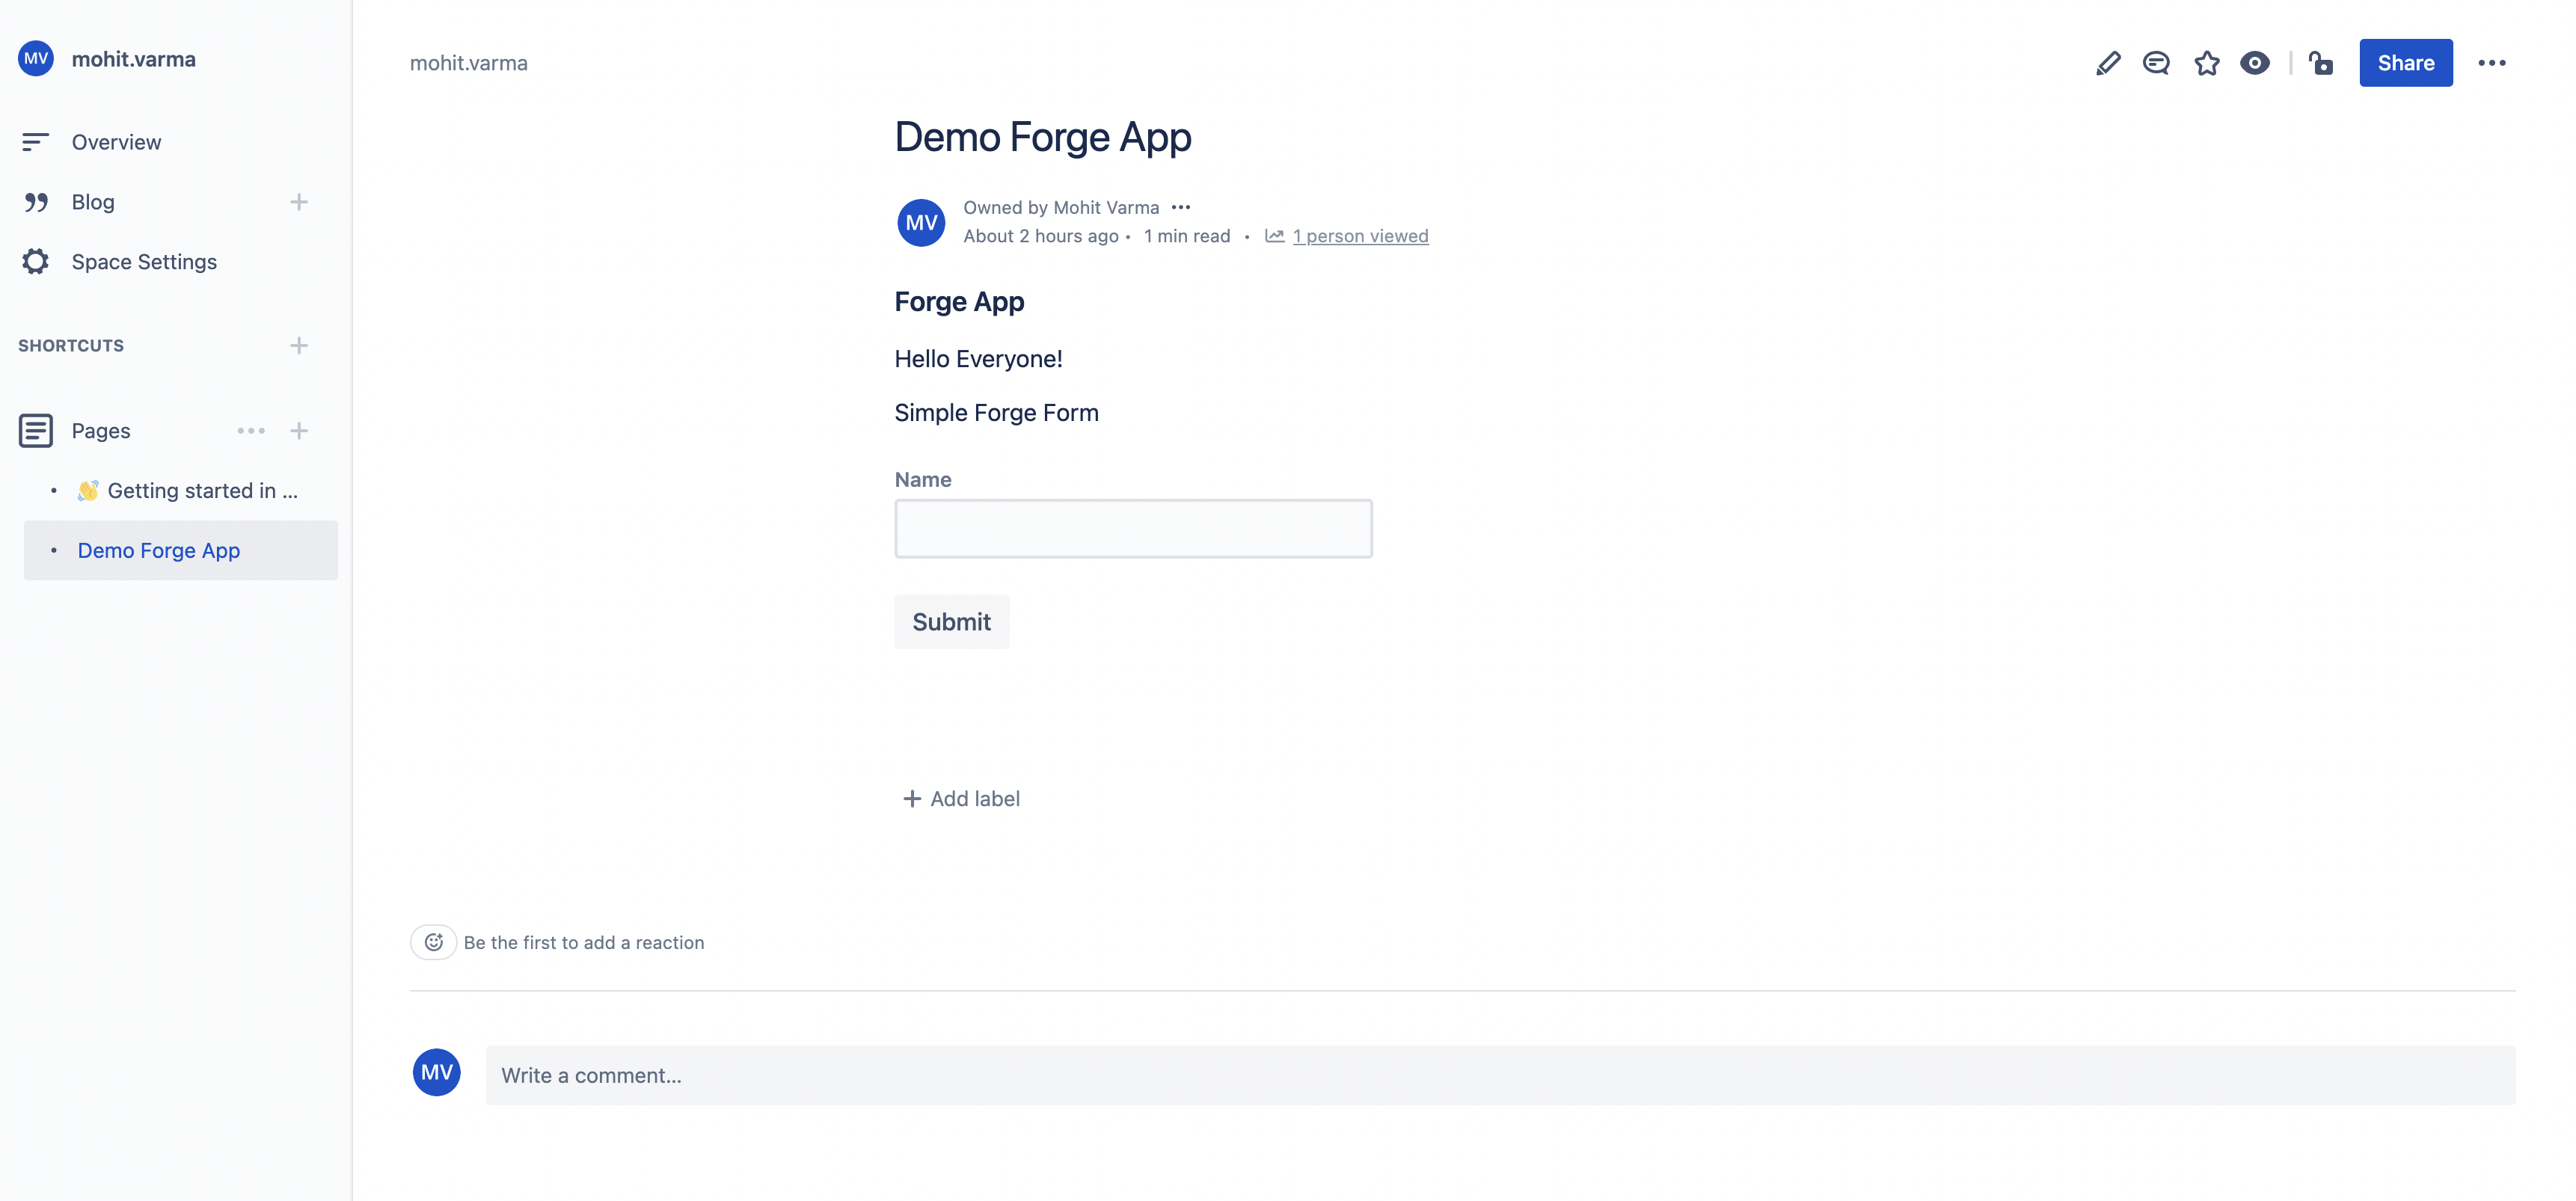 MV mohit.varma
Overview
Blog
Space Settings
SHORTCUTS
Pages
👋 Getting started in ...
Demo Forge App
mohit.varma
Share
Demo Forge App
MV
Owned by Mohit Varma
About 2 hours ago • 1 min read • 1 person viewed
Forge App
Hello Everyone!
Simple Forge Form
Name
Submit
Add label
Be the first to add a reaction
MV
Write a comment...